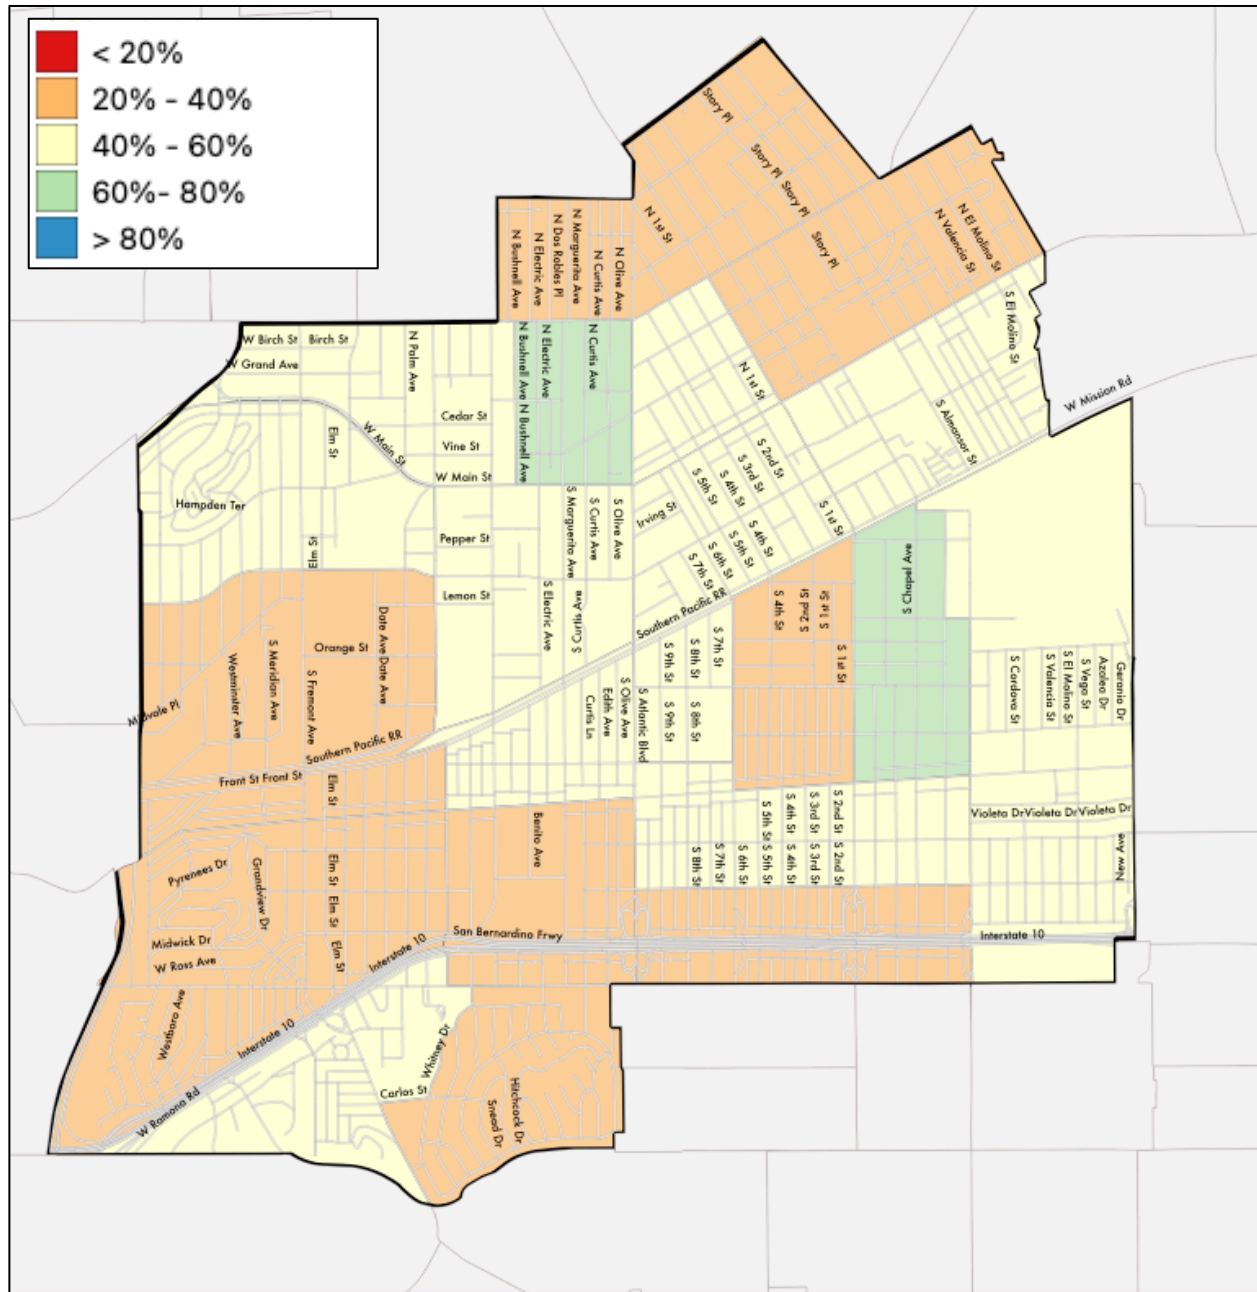 < 20%
20% - 40%
40% - 60%
60%- 80%
> 80%
Story Pl
Story Pl
Story Pl
Story Pl
N 1st St
N El Molino St
N Valencia St
N Bushnell Ave
N Electric Ave
N Dos Robles Pl
N Marguerita Ave
N Curtis Ave
N Olive Ave
S El Molino St
W Birch St
Birch St
W Grand Ave
N Palm Ave
N Bushnell Ave
N Electric Ave
N Curtis Ave
N Bushnell Ave
N 1st St
W Mission Rd
Cedar St
Vine St
W Main St
W Main St
Elm St
S Almansor St
S 2nd St
S 3rd St
S 4th St
S 5th St
Hampden Ter
Irving St
S 1st St
S Marguerita Ave
S Curtis Ave
S Olive Ave
Pepper St
Elm St
S 4th St
S 5th St
S 6th St
S 7th St
Lemon St
S Electric Ave
S Curtis Ave
Southern Pacific RR
S Chapel Ave
S 4th St
S 2nd St
S 1st St
S 1st St
Date Ave
Date Ave
Orange St
S Meridian Ave
Westminster Ave
S Fremont Ave
Midvale Pl
S 9th St
S 8th St
S 7th St
S 9th St
S 8th St
S Atlantic Blvd
S Olive Ave
Edith Ave
Curtis Ln
S Cordova St
S Valencia St
S El Molino St
S Vega St
Azalea Dr
Geranio Dr
Southern Pacific RR
Front St
Front St
Elm St
Benito Ave
Violeta Dr
Violeta Dr
Violeta Dr
S 5th St
S 4th St
S 3rd St
S 2nd St
S 8th St
S 7th St
S 6th St
S 5th St
S 4th St
S 3rd St
S 2nd St
New Ave
Pyrenees Dr
Grandview Dr
Elm St
Elm St
Elm St
Midwick Dr
W Ross Ave
San Bernardino Frwy
Interstate 10
Interstate 10
Westboro Ave
Interstate 10
W Ramona Rd
Whitney Dr
Carlos St
Hitchcock Dr
Snead Dr